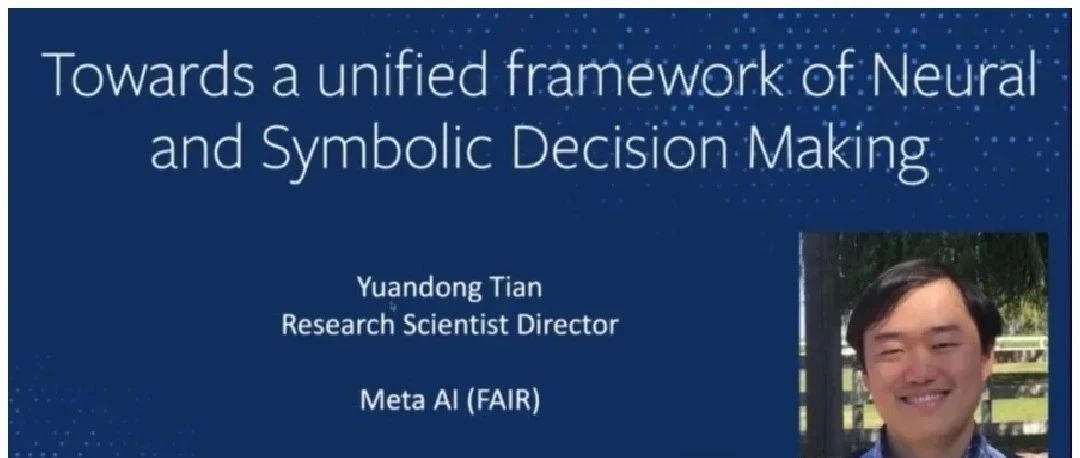 Towards a unified framework of Neural
and Symbolic Decision Making
Yuandong Tian
Research Scientist Director
Meta AI (FAIR)